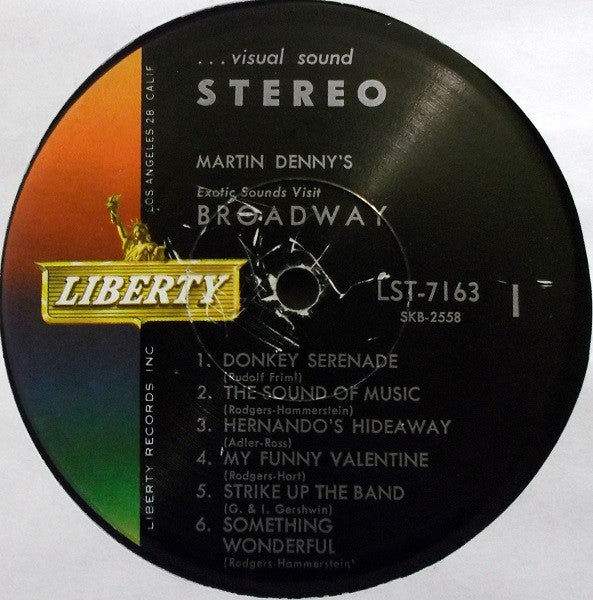 ...visual sound
STEREO
MARTIN DENNY'S
Exotic Sounds Visit
BROADWAY
LOS ANGELES 28 CALIF
LIBERTY
LIBERTY RECORDS INC
LST-7163
SKB-2558
1
1. DONKEY SERENADE
(Rudolf Friml)
2. THE SOUND OF MUSIC
(Rodgers-Hammerstein)
3. HERNANDO'S HIDEAWAY
(Adler-Ross)
4. MY FUNNY VALENTINE
(Rodgers-Hart)
5. STRIKE UP THE BAND
(G. & I. Gershwin)
6. SOMETHING
WONDERFUL
(Rodgers-Hammerstein)